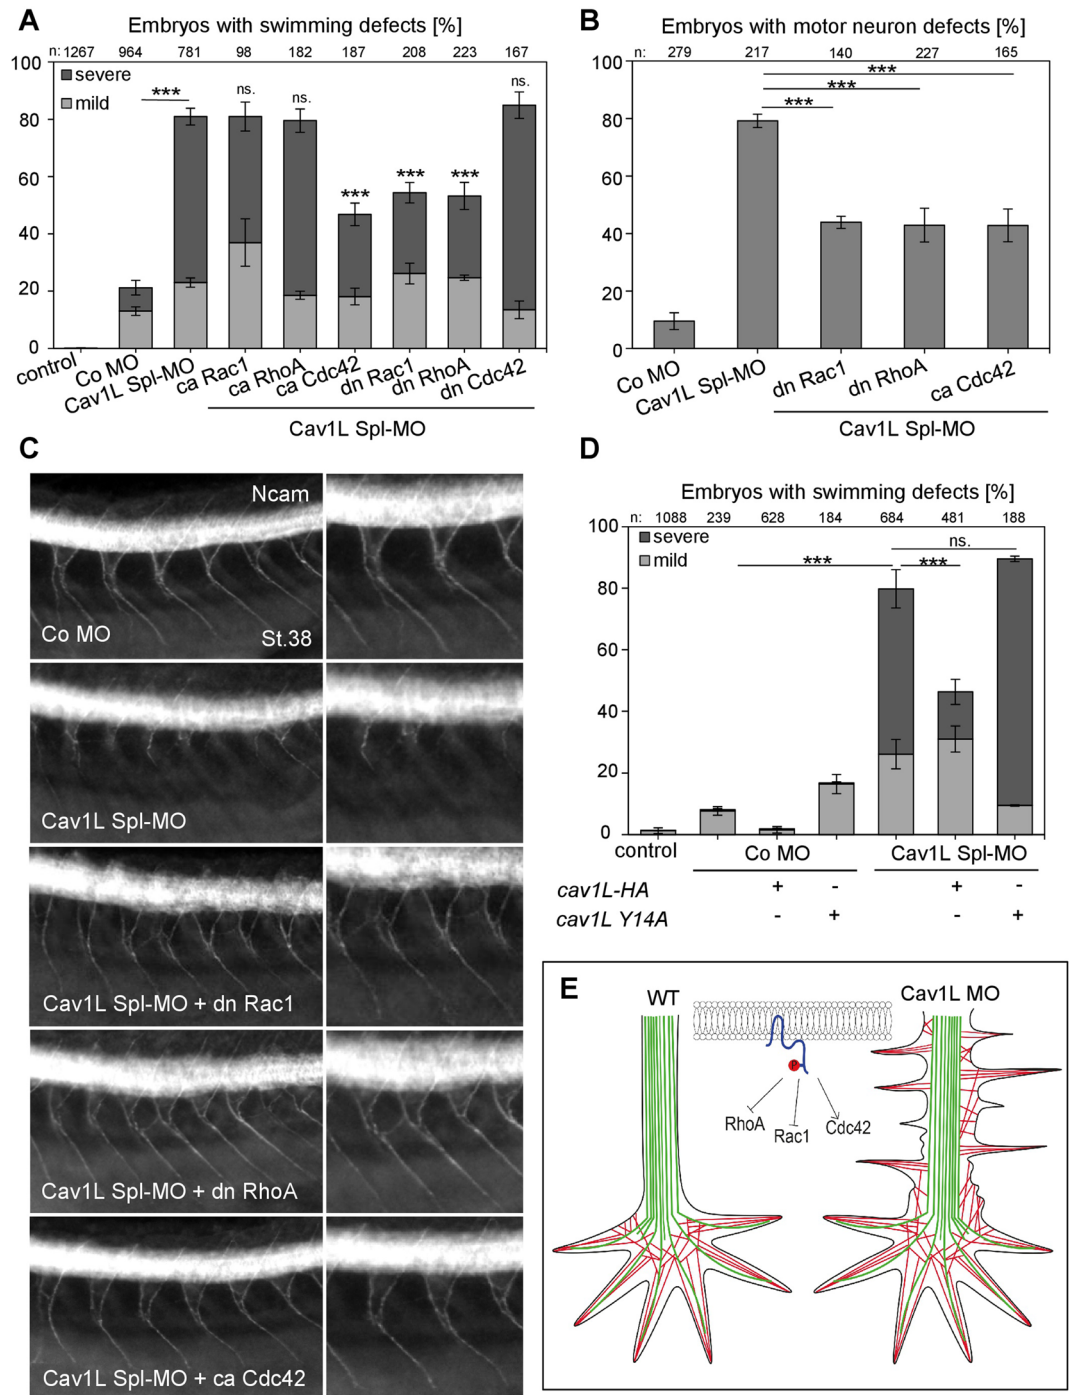 A
Embryos with swimming defects [%]
n: 1267 964 781 98 182 187 208 223 167
100
80
60
40
20
0
severe
mild
***
ns.
ns.
***
***
***
ns.
control
Co MO
Cav1L Spl-MO
ca Rac1
ca RhoA
ca Cdc42
dn Rac1
dn RhoA
dn Cdc42
Cav1L Spl-MO
B
Embryos with motor neuron defects [%]
n: 279 217 140 227 165
100
80
60
40
20
0
***
***
***
Co MO
Cav1L Spl-MO
dn Rac1
dn RhoA
ca Cdc42
Cav1L Spl-MO
C
Ncam
Co MO
St.38
Cav1L Spl-MO
Cav1L Spl-MO + dn Rac1
Cav1L Spl-MO + dn RhoA
Cav1L Spl-MO + ca Cdc42
D
Embryos with swimming defects [%]
n: 1088 239 628 184 684 481 188
100
80
60
40
20
0
severe
mild
ns.
*** ***
control Co MO Cav1L Spl-MO
cav1L-HA + - + -
cav1L Y14A - + - +
E
WT
Cav1L MO
P
RhoA
Rac1
Cdc42